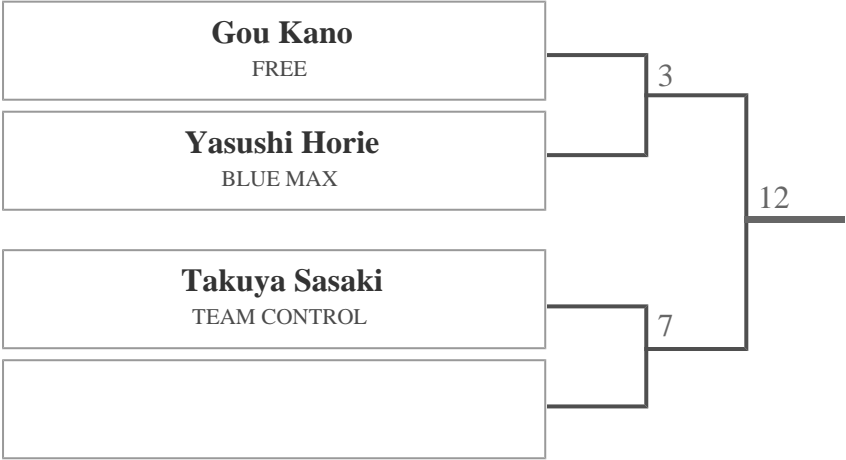 Gou Kano
FREE
3
Yasushi Horie
BLUE MAX
12
Takuya Sasaki
TEAM CONTROL
7